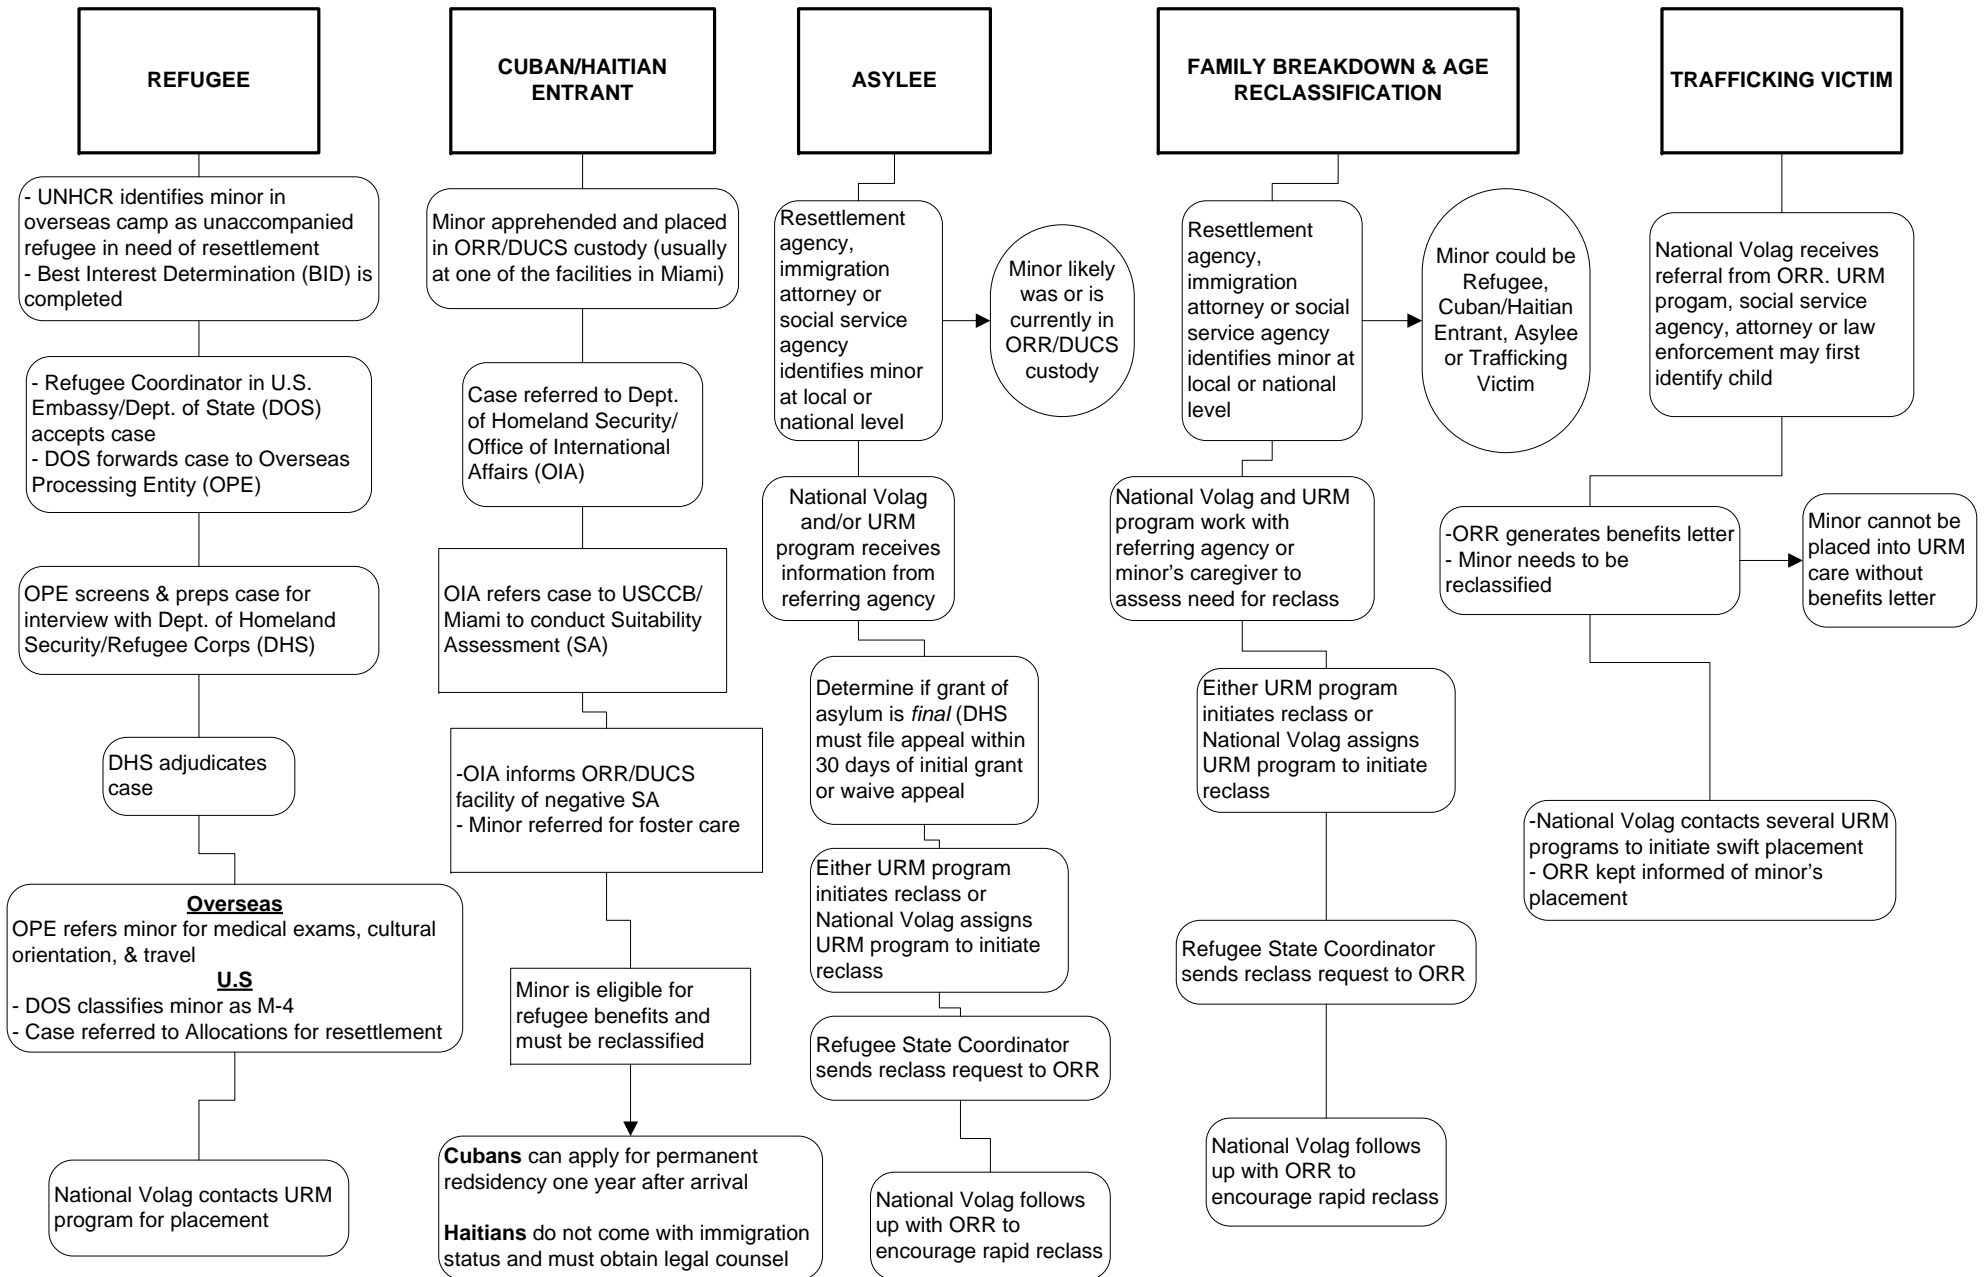 REFUGEE
- UNHCR identifies minor in
overseas camp as unaccompanied
refugee in need of resettlement
- Best Interest Determination (BID) is
completed
- Refugee Coordinator in U.S.
Embassy/Dept. of State (DOS)
accepts case
- DOS forwards case to Overseas
Processing Entity (OPE)
OPE screens & preps case for
interview with Dept. of Homeland
Security/Refugee Corps (DHS)
DHS adjudicates
case
Overseas
OPE refers minor for medical exams, cultural
orientation, & travel
U.S
- DOS classifies minor as M-4
- Case referred to Allocations for resettlement
National Volag contacts URM
program for placement
CUBAN/HAITIAN
ENTRANT
Minor apprehended and placed
in ORR/DUCS custody (usually
at one of the facilities in Miami)
Case referred to Dept.
of Homeland Security/
Office of International
Affairs (OIA)
OIA refers case to USCCB/
Miami to conduct Suitability
Assessment (SA)
-OIA informs ORR/DUCS
facility of negative SA
- Minor referred for foster care
Minor is eligible for
refugee benefits and
must be reclassified
Cubans can apply for permanent
redsidency one year after arrival
Haitians do not come with immigration
status and must obtain legal counsel
ASYLEE
Resettlement
agency,
immigration
attorney or
social service
agency
identifies minor
at local or
national level
Minor likely
was or is
currently in
ORR/DUCS
custody
National Volag
and/or URM
program receives
information from
referring agency
Determine if grant of
asylum is final (DHS
must file appeal within
30 days of initial grant
or waive appeal
Either URM program
initiates reclass or
National Volag assigns
URM program to initiate
reclass
Refugee State Coordinator
sends reclass request to ORR
National Volag follows
up with ORR to
encourage rapid reclass
FAMILY BREAKDOWN & AGE
RECLASSIFICATION
Resettlement
agency,
immigration
attorney or social
service agency
identifies minor at
local or national
level
Minor could be
Refugee,
Cuban/Haitian
Entrant, Asylee
or Trafficking
Victim
National Volag and URM
program work with
referring agency or
minor's caregiver to
assess need for reclass
Either URM program
initiates reclass or
National Volag assigns
URM program to initiate
reclass
Refugee State Coordinator
sends reclass request to ORR
National Volag follows
up with ORR to
encourage rapid reclass
TRAFFICKING VICTIM
National Volag receives
referral from ORR. URM
progam, social service
agency, attorney or law
enforcement may first
identify child
-ORR generates benefits letter
- Minor needs to be
reclassified
Minor cannot be
placed into URM
care without
benefits letter
-National Volag contacts several URM
programs to initiate swift placement
- ORR kept informed of minor's
placement